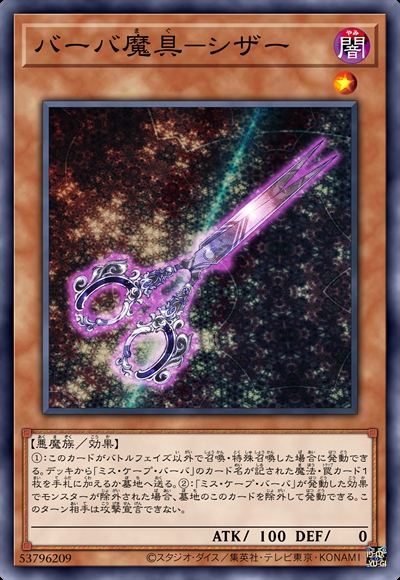 バーバ魔具－シザー
闇
【悪魔族／効果】
①：このカードがバトルフェイズ以外で召喚・特殊召喚した場合に発動でき
る。デッキから「ミス・ケープ・バーバ」のカード名が記された魔法・罠カード1
枚を手札に加えるか墓地へ送る。②：「ミス・ケープ・バーバ」が発動した効果
でモンスターが除外された場合、墓地のこのカードを除外して発動できる。こ
のターン相手は攻撃宣言できない。
ATK/ 100 DEF/ 0
53796209
©スタジオ・ダイス／集英社・テレビ東京・KONAMI